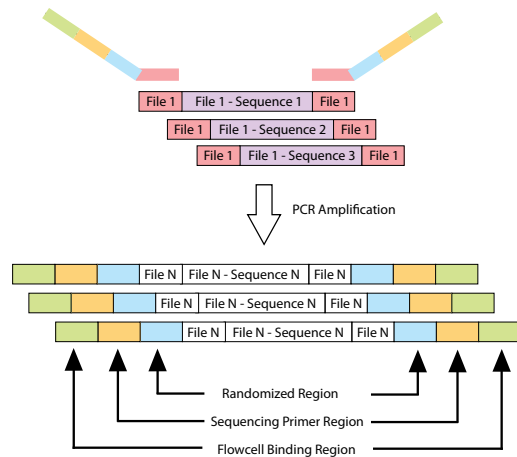 File 1 File 1 - Sequence 1 File 1
File 1 File 1 - Sequence 2 File 1
File 1 File 1 - Sequence 3 File 1
PCR Amplification
File N File N - Sequence N File N
File N File N - Sequence N File N
File N File N - Sequence N File N
Randomized Region
Sequencing Primer Region
Flowcell Binding Region